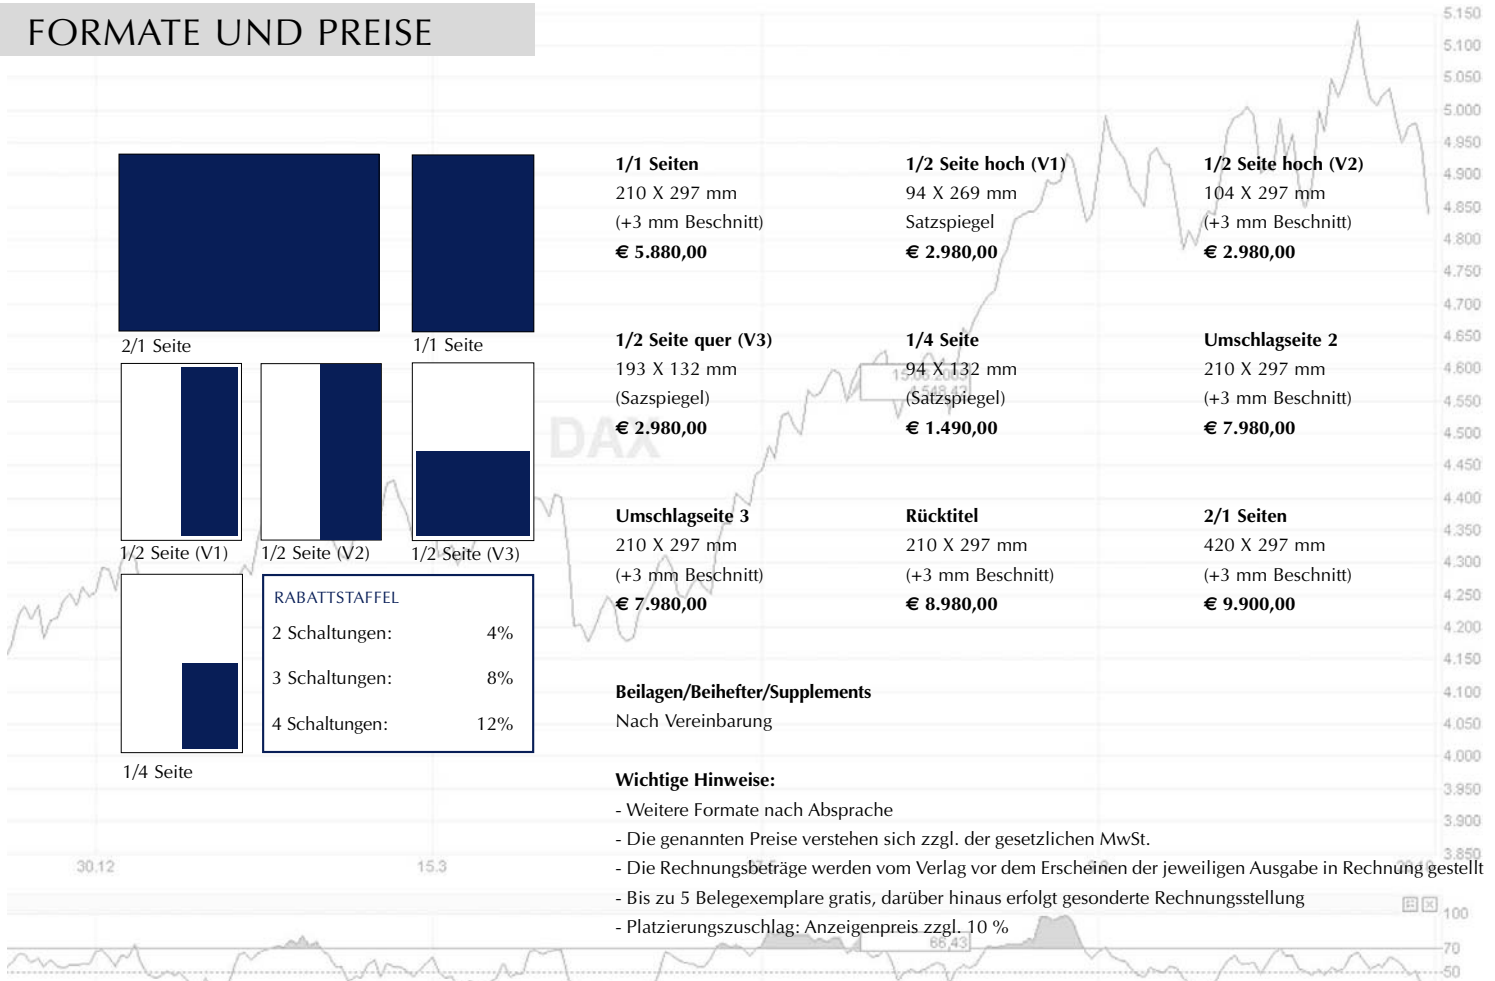 FORMATE UND PREISE
2/1 Seite
1/1 Seite
1/2 Seite (V1)
1/2 Seite (V2)
1/2 Seite (V3)
1/4 Seite
RABATTSTAFFEL
2 Schaltungen: 4%
3 Schaltungen: 8%
4 Schaltungen: 12%
1/1 Seiten
210 X 297 mm
(+3 mm Beschnitt)
€ 5.880,00
1/2 Seite hoch (V1)
94 X 269 mm
Satzspiegel
€ 2.980,00
1/2 Seite hoch (V2)
104 X 297 mm
(+3 mm Beschnitt)
€ 2.980,00
1/2 Seite quer (V3)
193 X 132 mm
(Sazspiegel)
€ 2.980,00
1/4 Seite
94 X 132 mm
(Satzspiegel)
€ 1.490,00
Umschlagseite 2
210 X 297 mm
(+3 mm Beschnitt)
€ 7.980,00
Umschlagseite 3
210 X 297 mm
(+3 mm Beschnitt)
€ 7.980,00
Rücktitel
210 X 297 mm
(+3 mm Beschnitt)
€ 8.980,00
2/1 Seiten
420 X 297 mm
(+3 mm Beschnitt)
€ 9.900,00
Beilagen/Beihefter/Supplements
Nach Vereinbarung
Wichtige Hinweise:
- Weitere Formate nach Absprache
- Die genannten Preise verstehen sich zzgl. der gesetzlichen MwSt.
- Die Rechnungsbeträge werden vom Verlag vor dem Erscheinen der jeweiligen Ausgabe in Rechnung gestellt
- Bis zu 5 Belegexemplare gratis, darüber hinaus erfolgt gesonderte Rechnungsstellung
- Platzierungszuschlag: Anzeigenpreis zzgl. 10 %
DAX
5.150
5.100
5.050
5.000
4.950
4.900
4.850
4.800
4.750
4.700
4.650
4.600
4.550
4.500
4.450
4.400
4.350
4.300
4.250
4.200
4.150
4.100
4.050
4.000
3.950
3.900
3.850
30.12
15.3
66,43
100
70
50